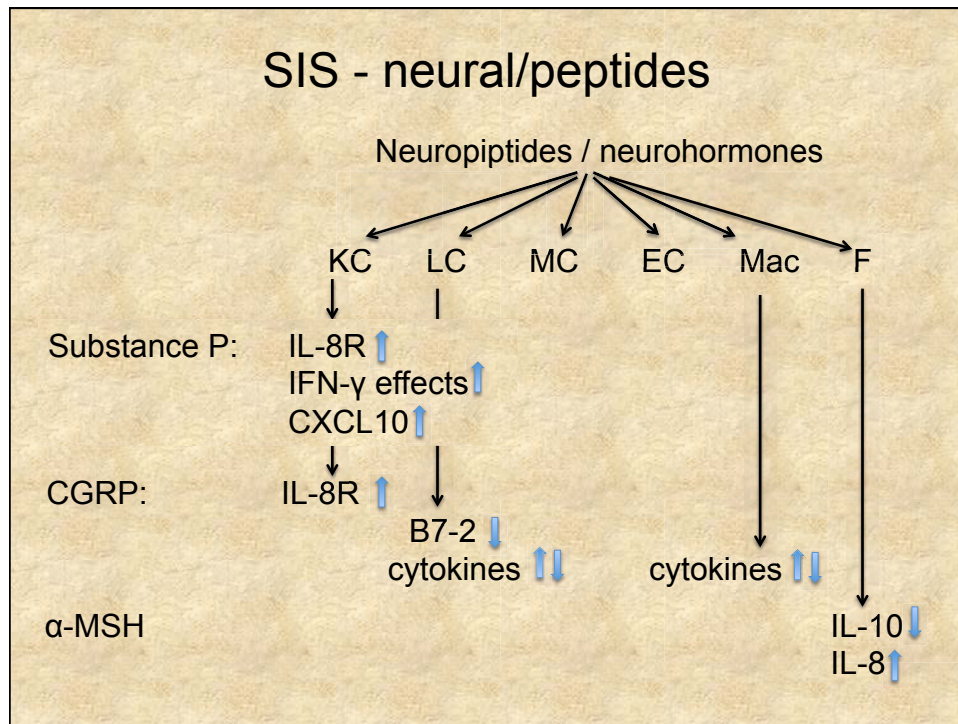 SIS - neural/peptides
Neuropiptides / neurohormones
KC LC MC EC Mac F
Substance P: IL-8R
IFN-γ effects
CXCL10
CGRP: IL-8R
B7-2
cytokines cytokines
α-MSH IL-10
IL-8